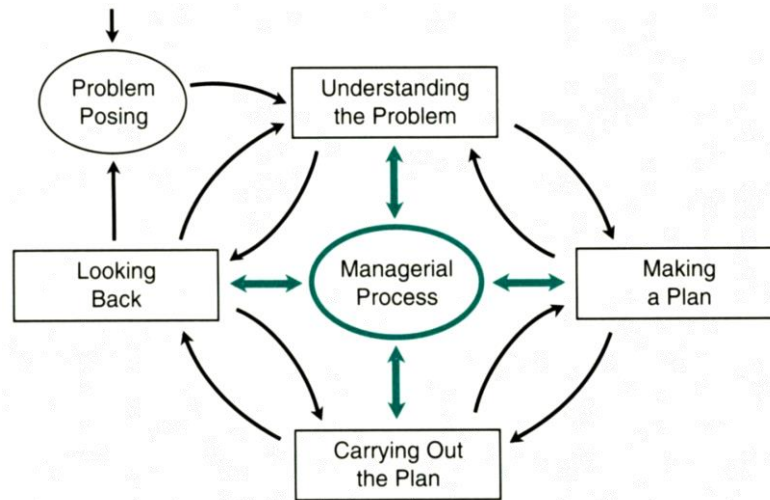 Problem
Posing
Understanding
the Problem
Looking
Back
Managerial
Process
Making
a Plan
Carrying Out
the Plan